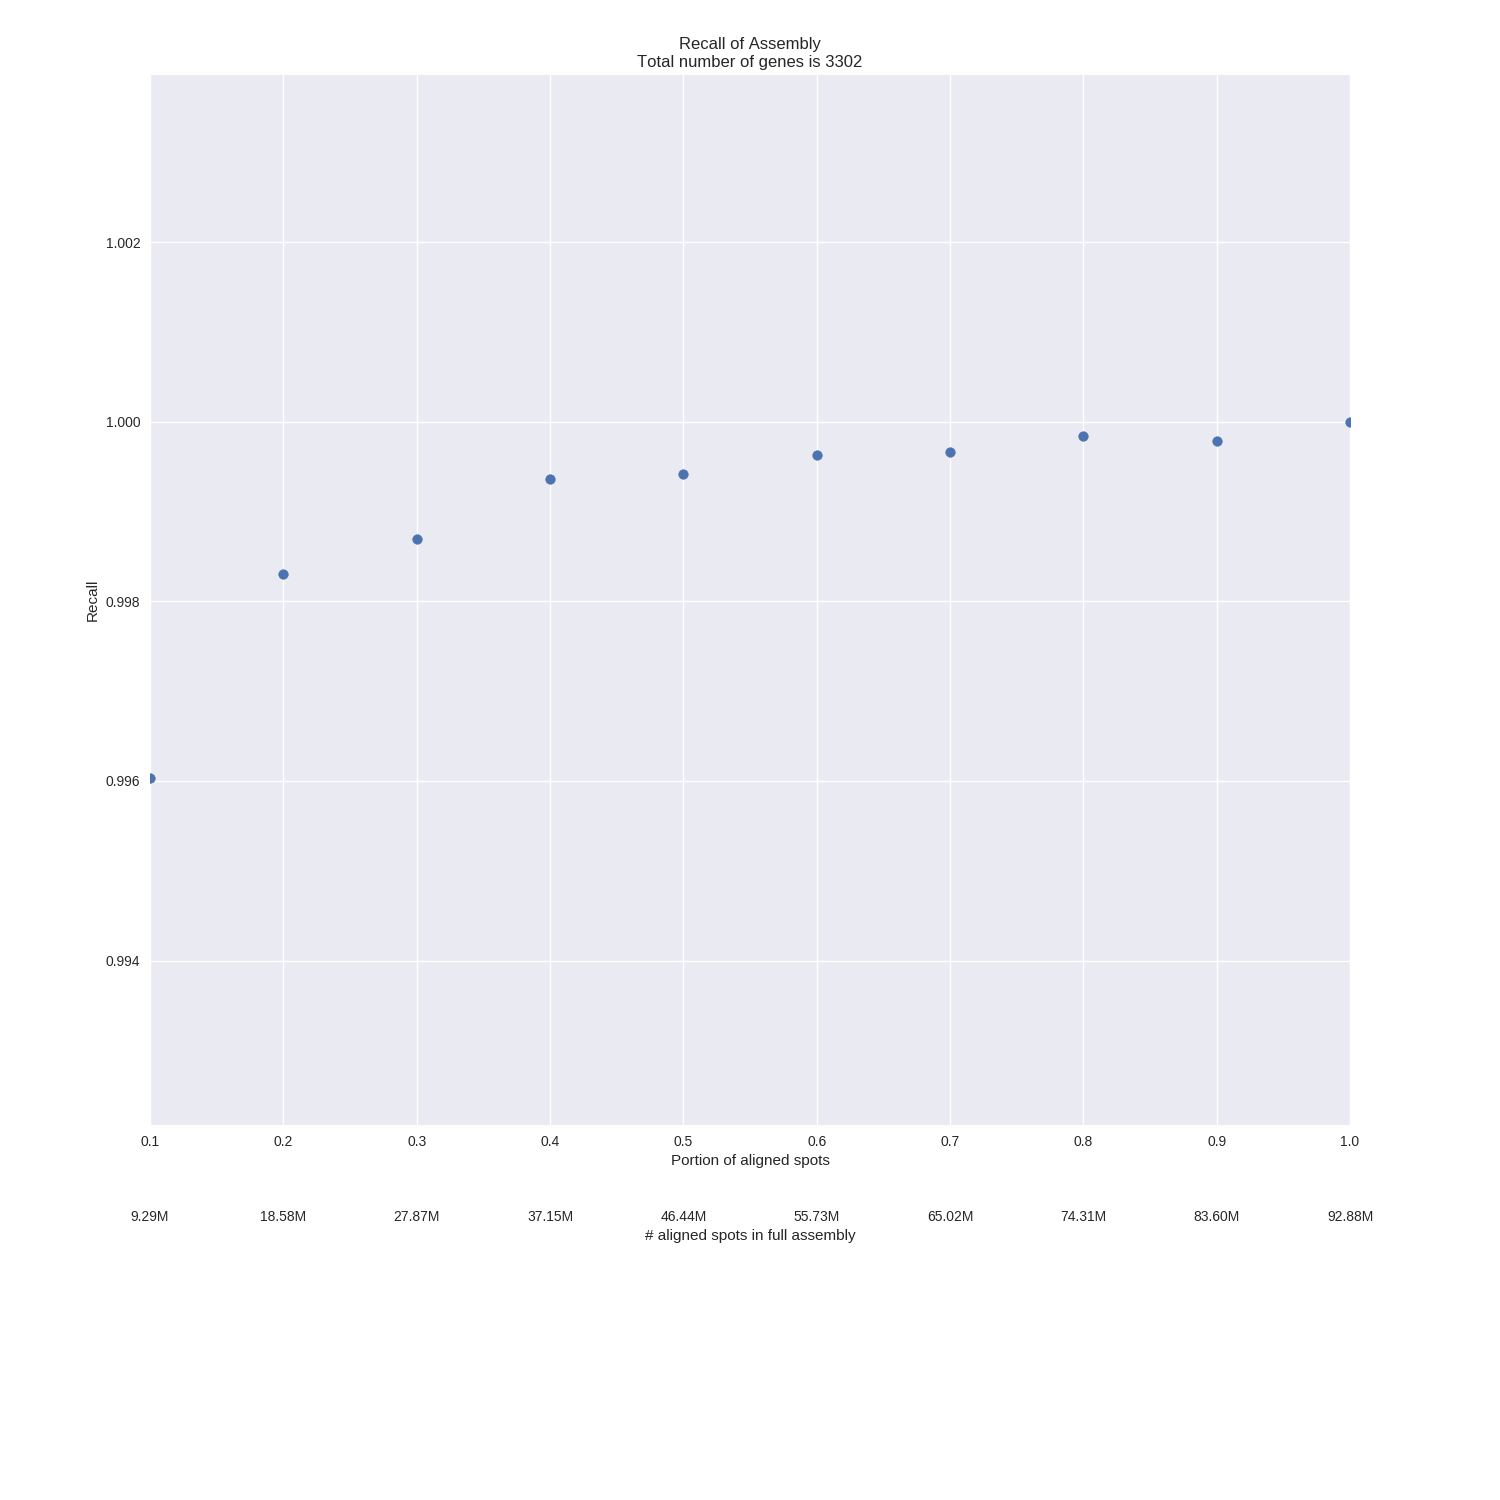 Recall of Assembly
Total number of genes is 3302
1.002
1.000
0.998
0.996
0.994
Recall
0.1 0.2 0.3 0.4 0.5 0.6 0.7 0.8 0.9 1.0
Portion of aligned spots
9.29M 18.58M 27.87M 37.15M 46.44M 55.73M 65.02M 74.31M 83.60M 92.88M
# aligned spots in full assembly